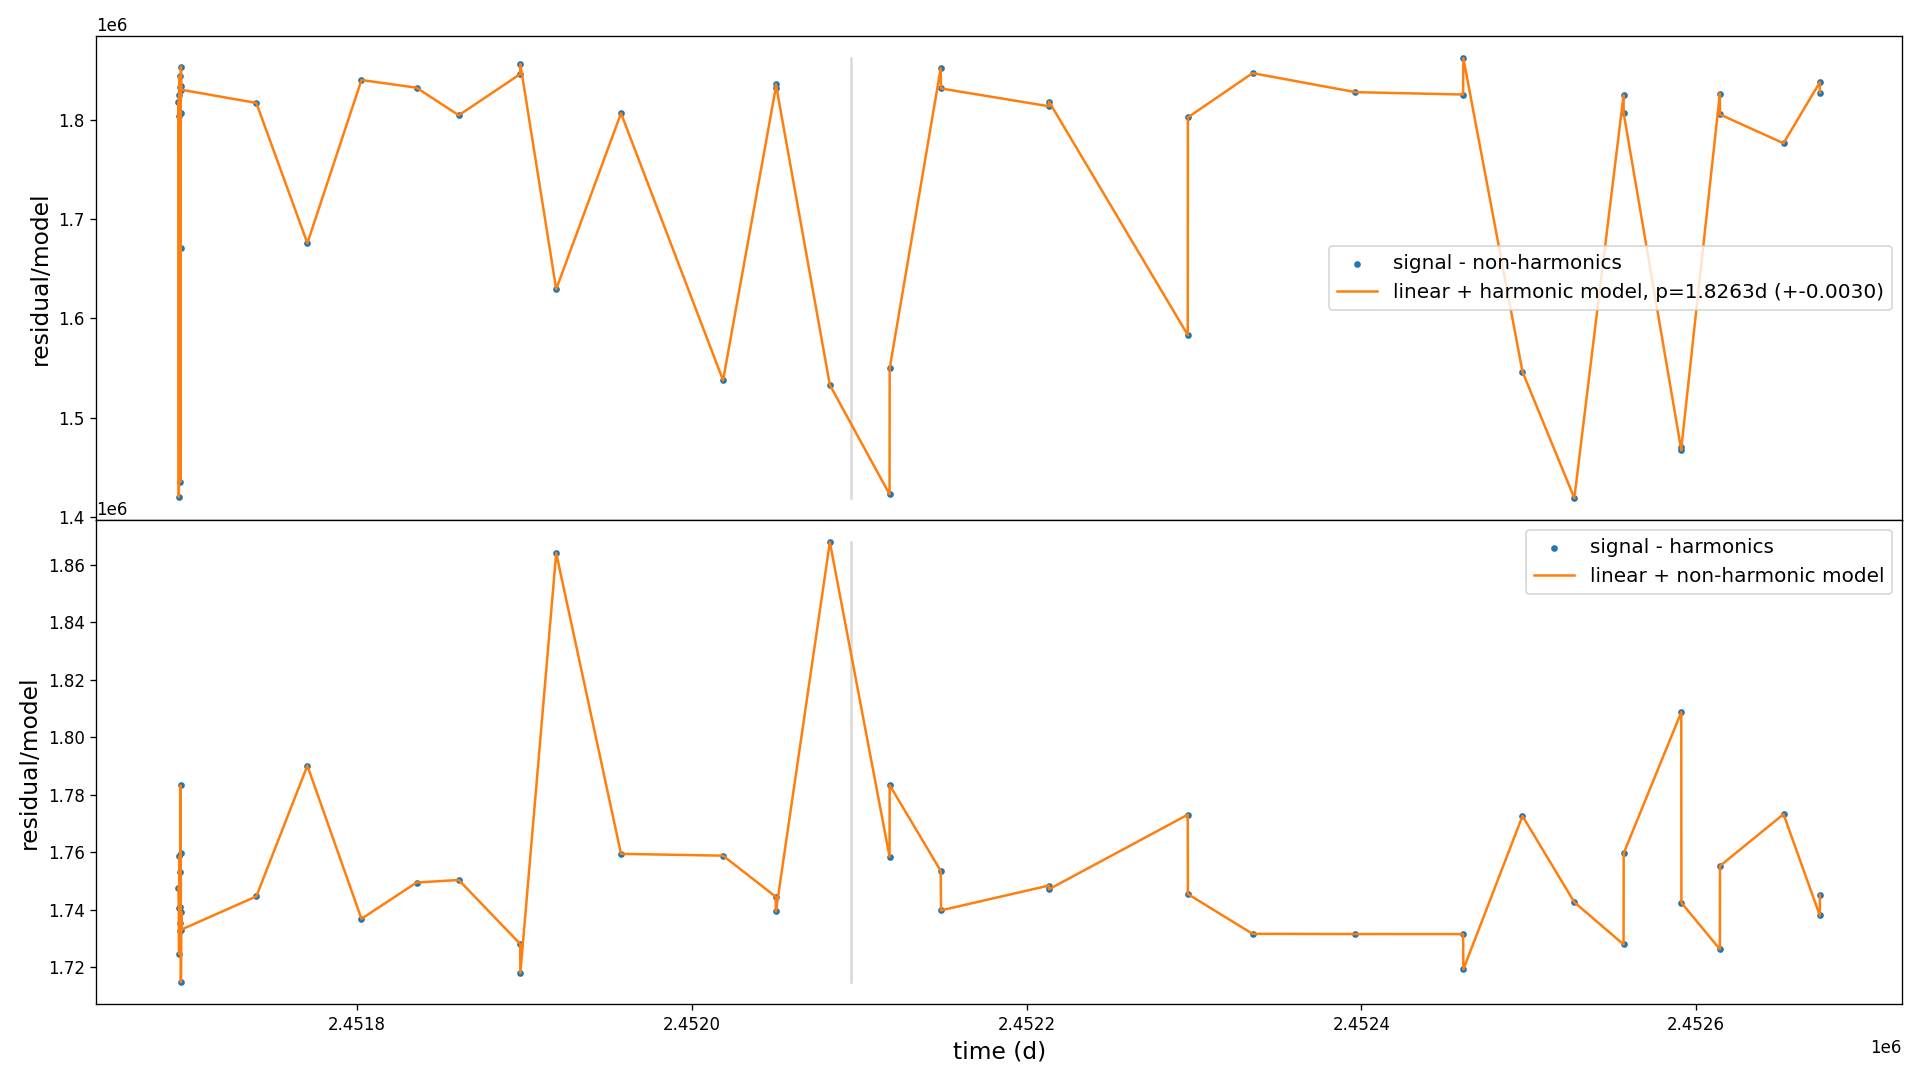 1e6
residual/model
1.8
1.7
1.6
1.5
1.4
signal - non-harmonics
linear + harmonic model, p=1.8263d (+-0.0030)
1e6
residual/model
1.86
1.84
1.82
1.80
1.78
1.76
1.74
1.72
signal - harmonics
linear + non-harmonic model
2.4518 2.4520 2.4522 2.4524 2.4526
time (d)
1e6